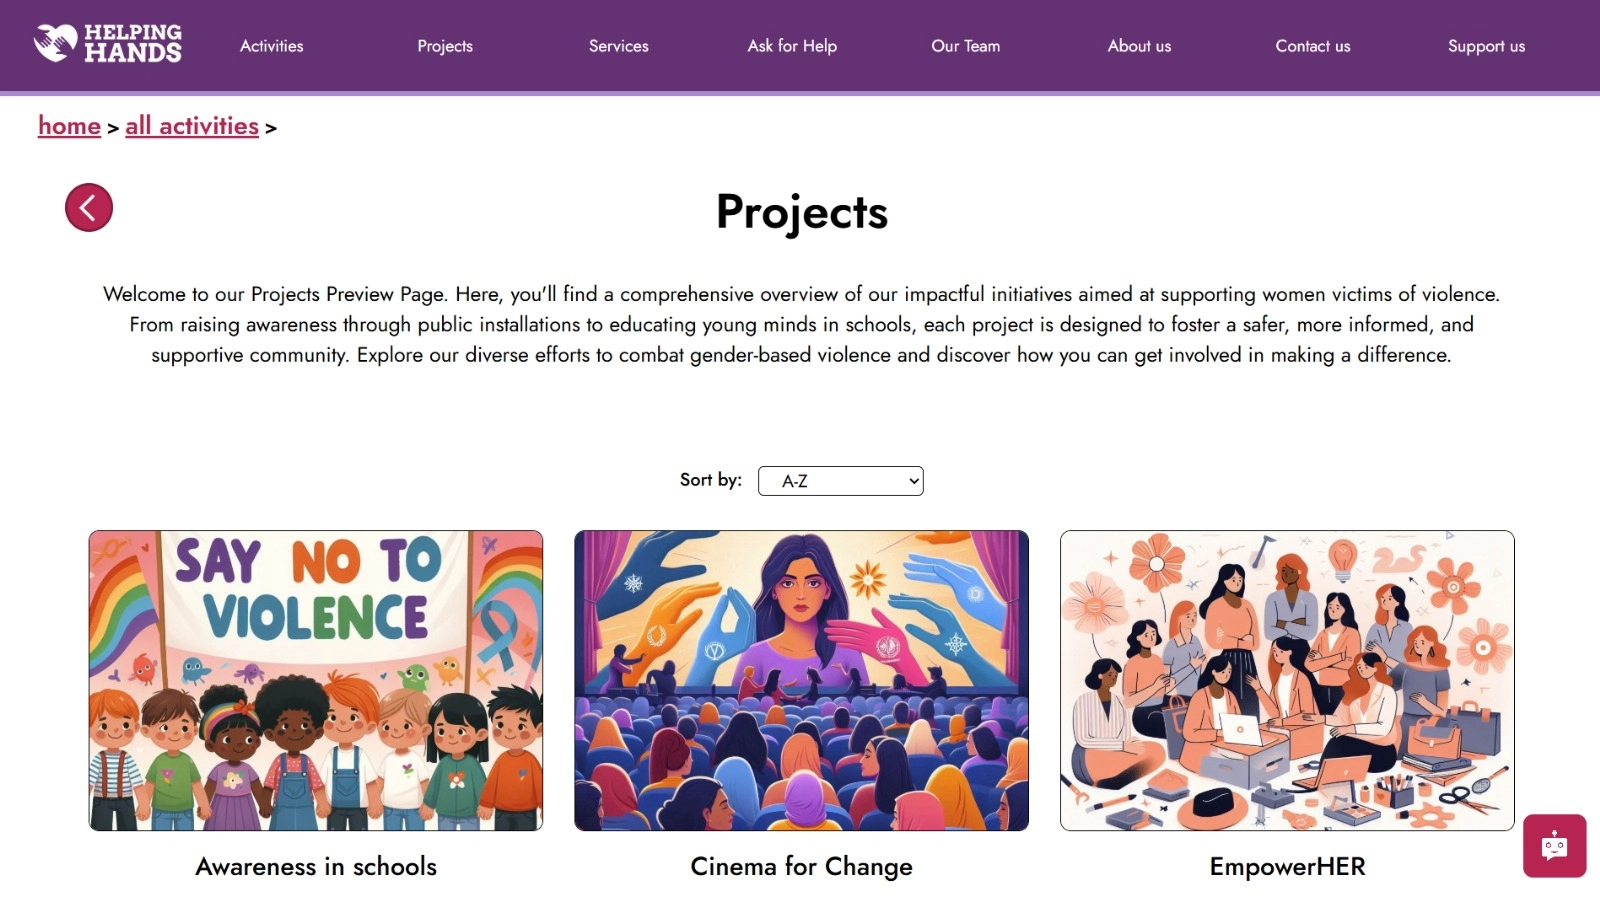 HELPING
HANDS
Activities
Projects
Services
Ask for Help
Our Team
About us
Contact us
Support us
home > all activities >
Projects
Welcome to our Projects Preview Page. Here, you'll find a comprehensive overview of our impactful initiatives aimed at supporting women victims of violence.
From raising awareness through public installations to educating young minds in schools, each project is designed to foster a safer, more informed, and
supportive community. Explore our diverse efforts to combat gender-based violence and discover how you can get involved in making a difference.
Sort by: A-Z
SAY NO TO
VIOLENCE
Awareness in schools
Cinema for Change
EmpowerHER